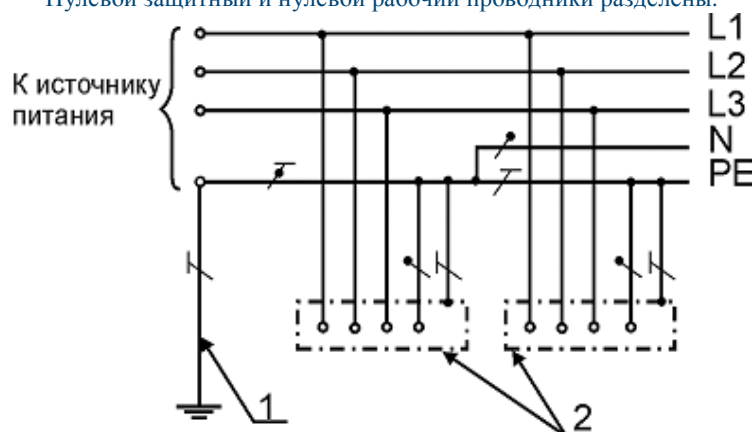 Нулевой защитный и нулевой рабочий проводники разделены.
L1
L2
К источнику
питания
L3
N
PE
1
2